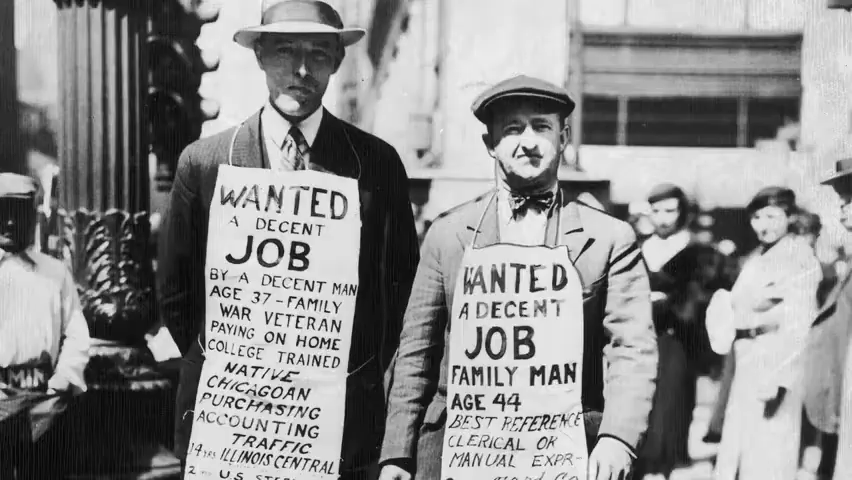 WANTED
A DECENT
JOB
BY A DECENT MAN
AGE 37-FAMILY
WAR VETERAN
PAYING ON HOME
COLLEGE TRAINED
NATIVE
CHICAGOAN
PURCHASING
ACCOUNTING
TRAFFIC
14 YRS ILLINOIS CENTRAL
2 U.S. STE
WANTED
A DECENT
JOB
FAMILY MAN
AGE 44
BEST REFERENCE
CLERICAL OR
MANUAL EXPR-